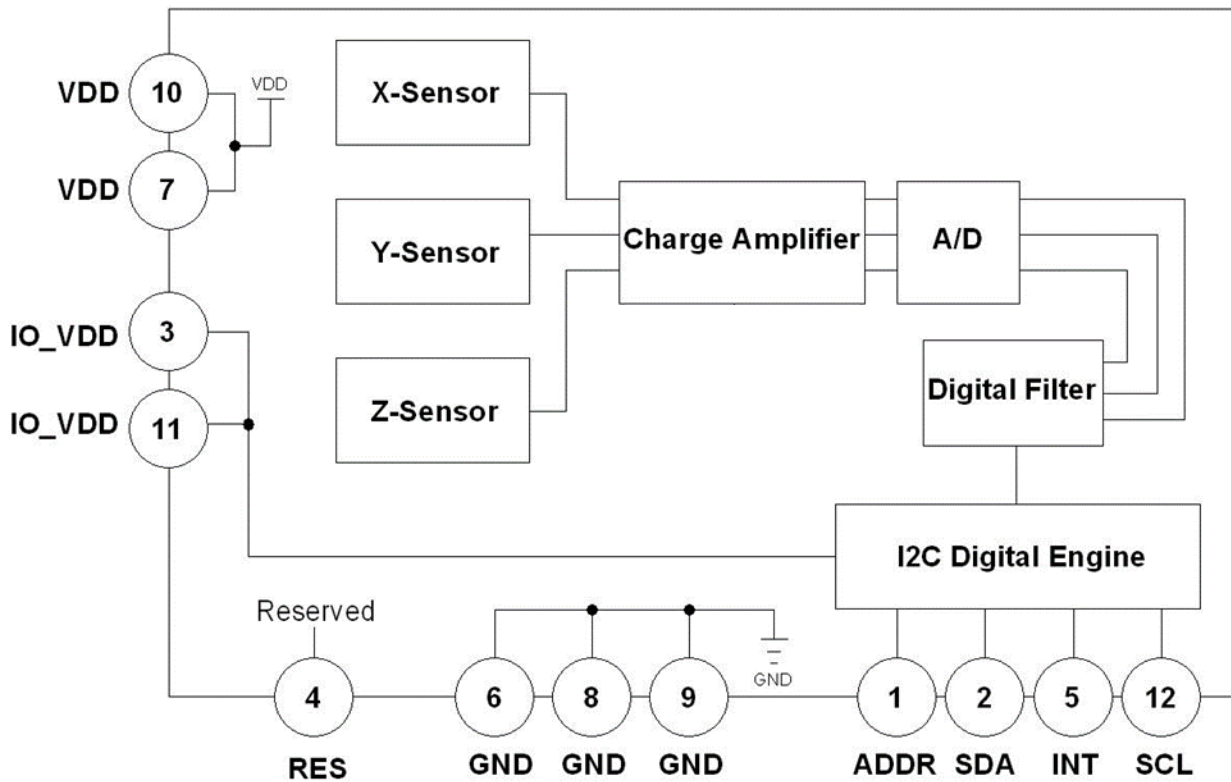 VDD
10
VDD
X-Sensor
VDD
7
Y-Sensor
Charge Amplifier
A/D
IO_VDD
3
Z-Sensor
Digital Filter
IO_VDD
11
I2C Digital Engine
Reserved
GND
4
6
8
9
1
2
5
12
RES
GND
GND
GND
ADDR
SDA
INT
SCL